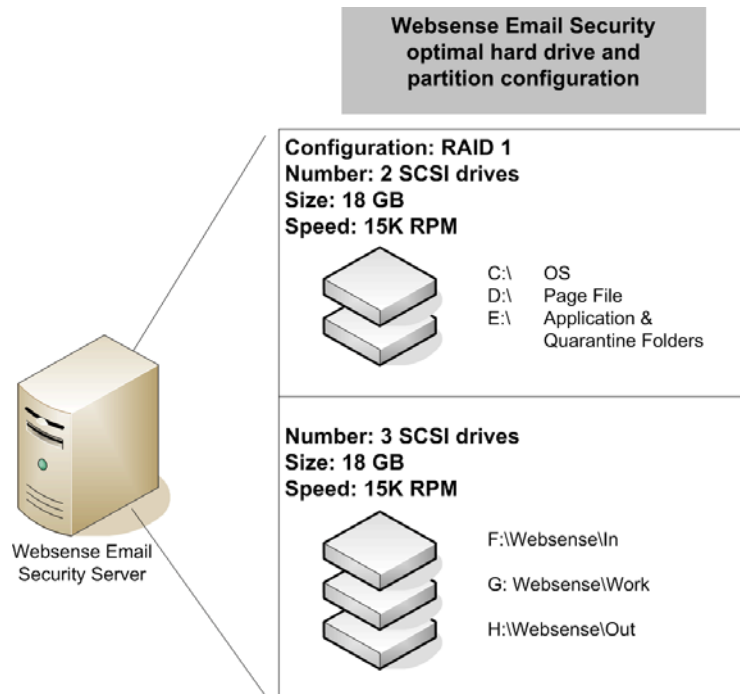 Websense Email Security
optimal hard drive and
partition configuration
Configuration: RAID 1
Number: 2 SCSI drives
Size: 18 GB
Speed: 15K RPM
C:\ OS
D:\ Page File
E:\ Application &
Quarantine Folders
Number: 3 SCSI drives
Size: 18 GB
Speed: 15K RPM
F:\Websense\In
G: Websense\Work
H:\Websense\Out
Websense Email
Security Server